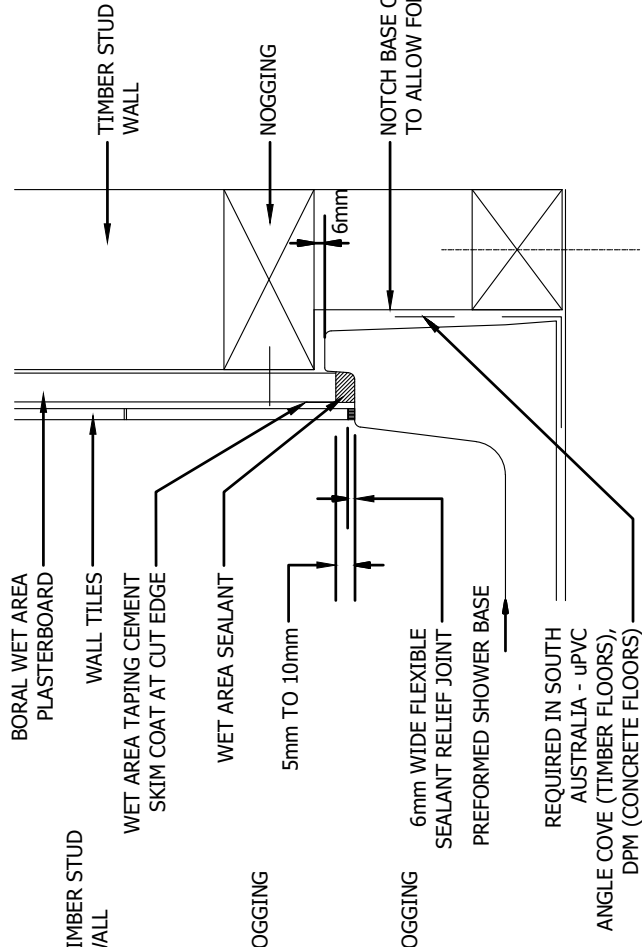 BORAL WET AREA
PLASTERBOARD
WALL TILES
WET AREA TAPING CEMENT
SKIM COAT AT CUT EDGE
WET AREA SEALANT
5mm TO 10mm
6mm WIDE FLEXIBLE
SEALANT RELIEF JOINT
PREFORMED SHOWER BASE
REQUIRED IN SOUTH
AUSTRALIA - uPVC
ANGLE COVE (TIMBER FLOORS),
DPM (CONCRETE FLOORS)
TIMBER STUD
WALL
NOGGING
6mm
NOTCH BASE
TO ALLOW
IMBER STUD
WALL
OGGING
OGGING